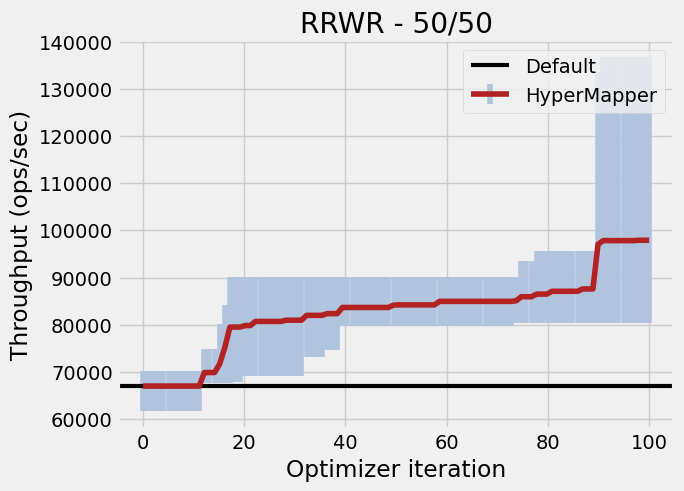 RRWR - 50/50
140000
130000
120000
110000
100000
90000
80000
70000
60000
Throughput (ops/sec)
Default
HyperMapper
0 20 40 60 80 100
Optimizer iteration